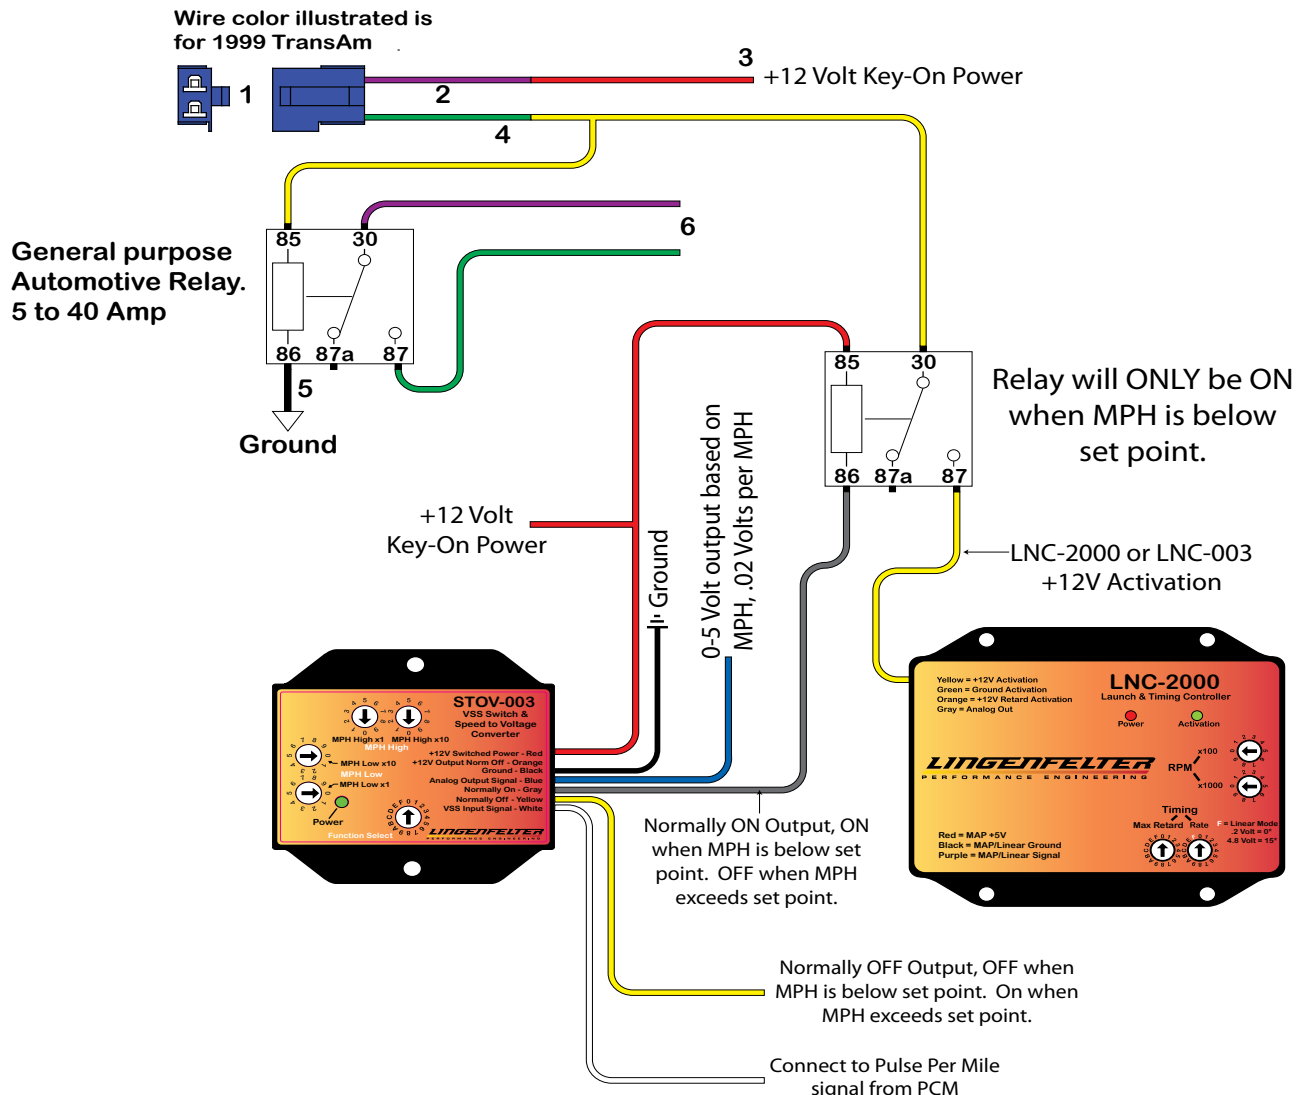 Wire color illustrated is
for 1999 TransAm
1
2
3
+12 Volt Key-On Power
4
General purpose
Automotive Relay.
5 to 40 Amp
85
30
6
86
87a
87
5
Ground
85
30
86
87a
87
Relay will ONLY be ON
when MPH is below
set point.
+12 Volt
Key-On Power
Ground
0-5 Volt output based on
MPH, .02 Volts per MPH
LNC-2000 or LNC-003
+12V Activation
STOV-003
VSS Switch &
Speed to Voltage
Converter
MPH High x1
MPH High x10
MPH High
MPH Low x10
MPH Low
MPH Low x1
Power
Function Select
+12V Switched Power - Red
+12V Output Norm Off - Orange
Ground - Black
Analog Output Signal - Blue
Normally On - Gray
Normally Off - Yellow
VSS Input Signal - White
LINGENFELTER
PERFORMANCE ENGINEERING
Yellow = +12V Activation
Green = Ground Activation
Orange = +12V Retard Activation
Gray = Analog Out
LNC-2000
Launch & Timing Controller
Power
Activation
LINGENFELTER
PERFORMANCE ENGINEERING
x100
RPM
x1000
Timing
Max Retard
Rate
F = Linear Mode
.2 Volt = 0°
4.8 Volt = 15°
Red = MAP +5V
Black = MAP/Linear Ground
Purple = MAP/Linear Signal
Normally ON Output, ON
when MPH is below set
point. OFF when MPH
exceeds set point.
Normally OFF Output, OFF when
MPH is below set point. On when
MPH exceeds set point.
Connect to Pulse Per Mile
signal from PCM